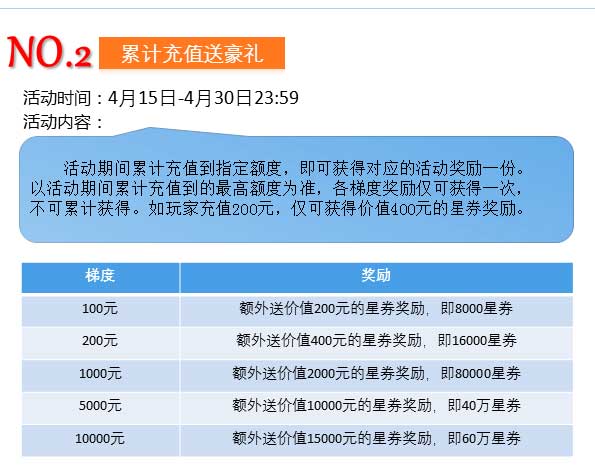 NO.2 累计充值送豪礼
活动时间：4月15日-4月30日23:59
活动内容：
活动期间累计充值到指定额度，即可获得对应的活动奖励一份。
以活动期间累计充值到的最高额度为准，各梯度奖励仅可获得一次，
不可累计获得。如玩家充值200元，仅可获得价值400元的星券奖励。
梯度 奖励
100元 额外送价值200元的星券奖励，即8000星券
200元 额外送价值400元的星券奖励，即16000星券
1000元 额外送价值2000元的星券奖励，即80000星券
5000元 额外送价值10000元的星券奖励，即40万星券
10000元 额外送价值15000元的星券奖励，即60万星券